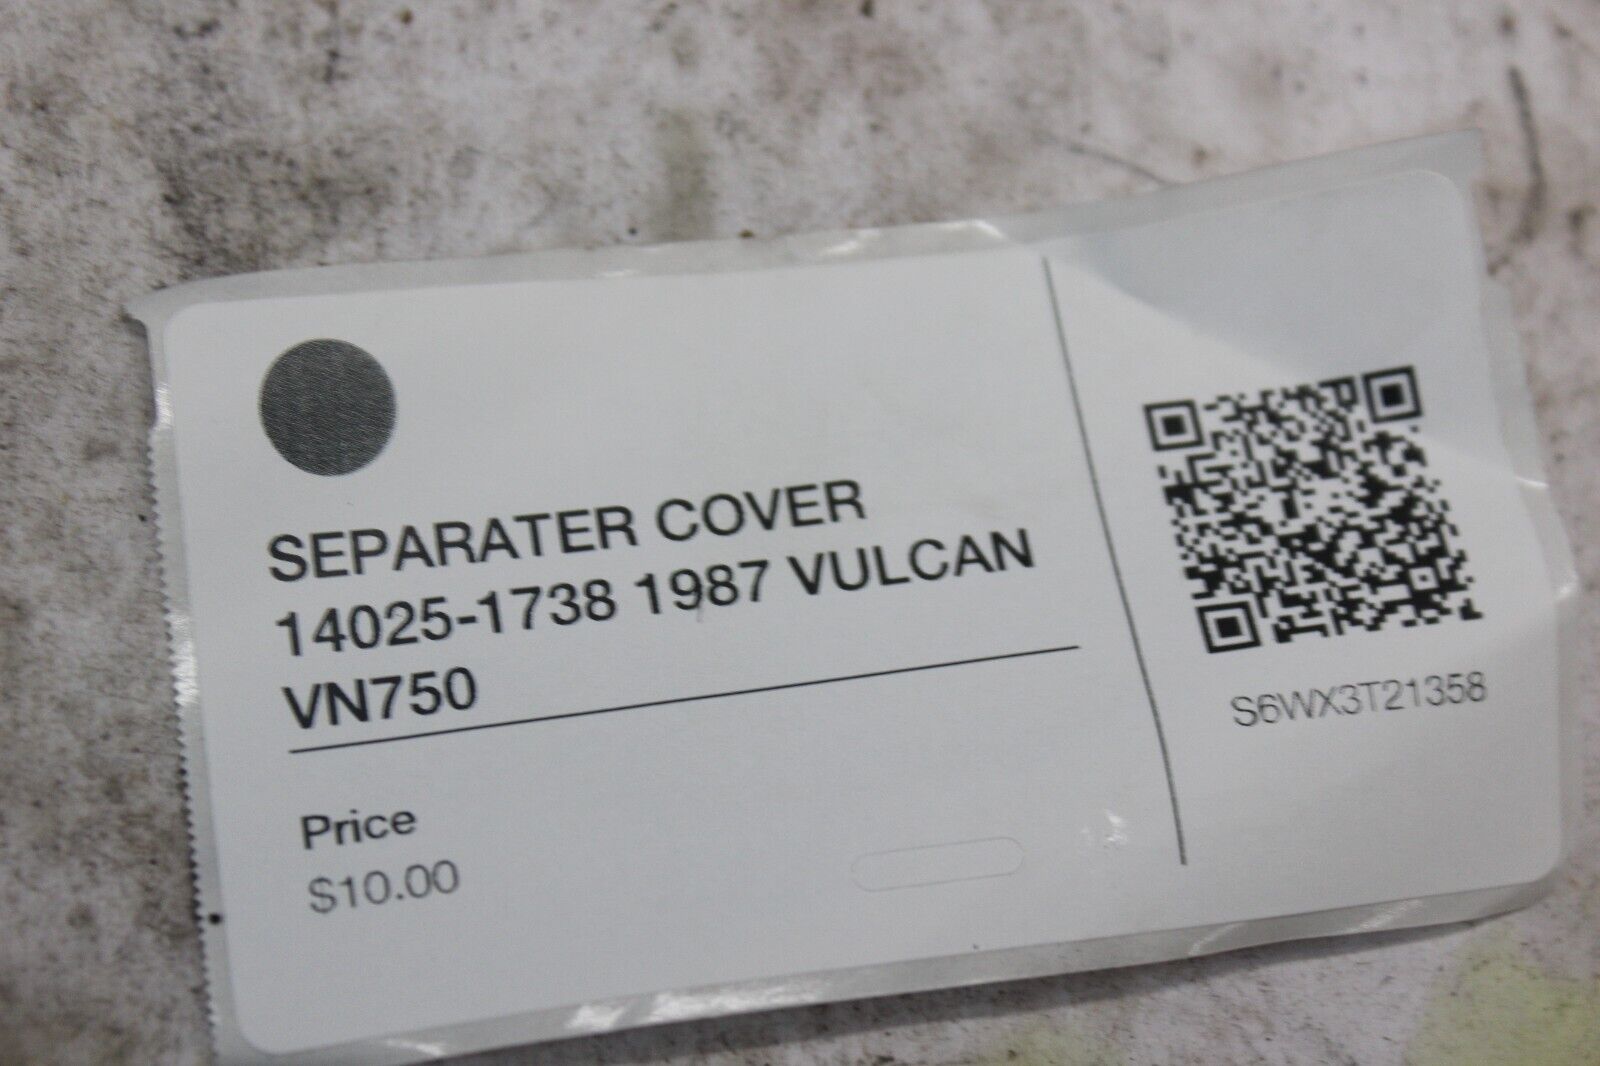 SEPARATER COVER
14025-1738 1987 VULCAN
VN750
Price
$10.00
S6WX3T21358